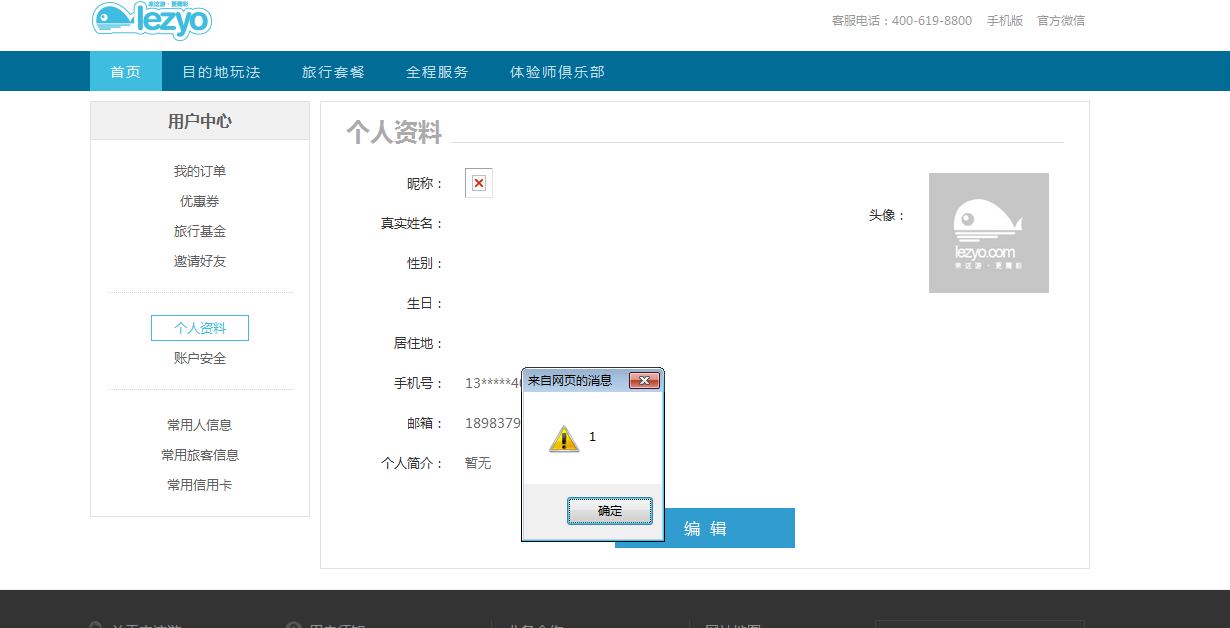 来这游·更精彩
lezyo
客服电话：400-619-8800 手机版 官方微信
首页 目的地玩法 旅行套餐 全程服务 体验师俱乐部
用户中心
我的订单
优惠券
旅行基金
邀请好友
个人资料
账户安全
常用人信息
常用旅客信息
常用信用卡
个人资料
昵称：
真实姓名：
性别：
生日：
居住地：
手机号： 13*****4
邮箱： 1898379
个人简介： 暂无
头像：
lezyo.com
来这游·更精彩
来自网页的消息
1
确定
编 辑